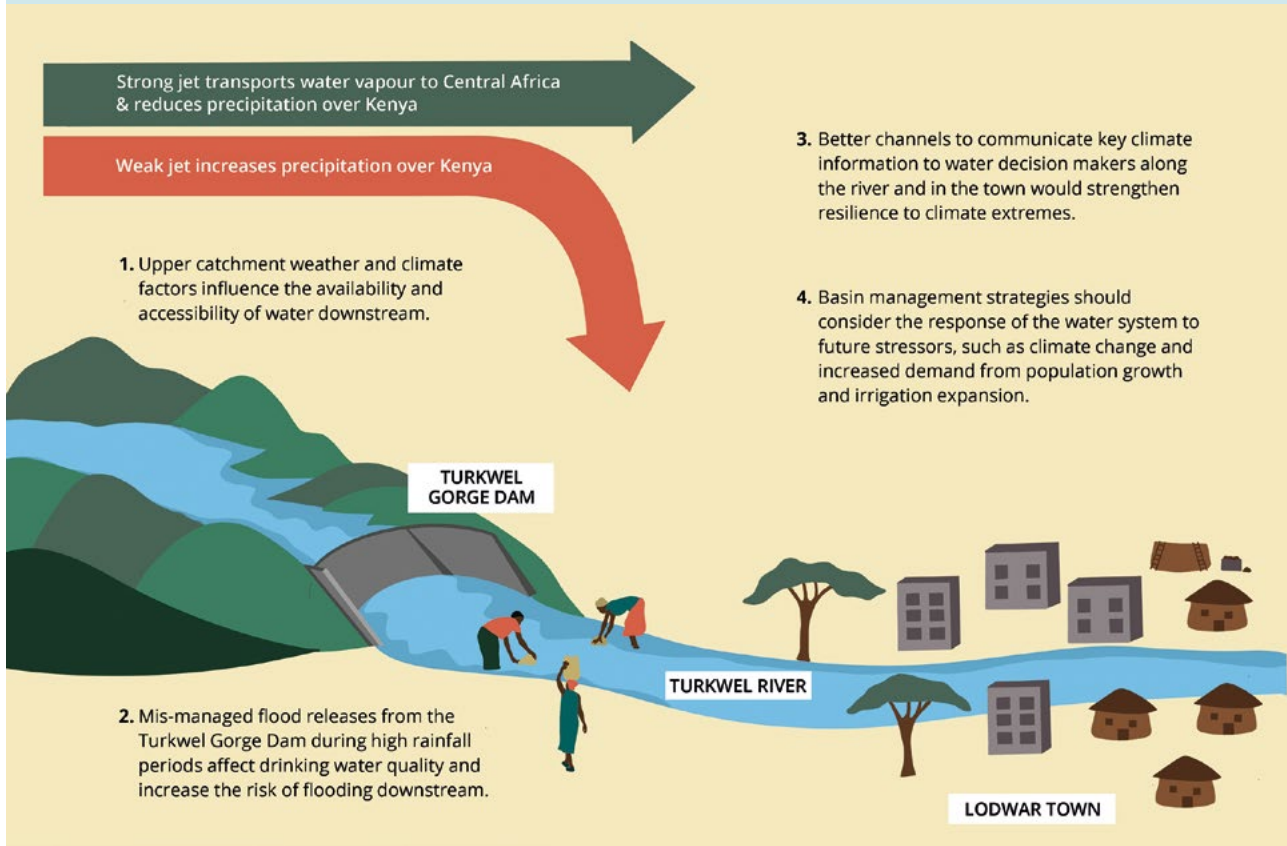 Strong jet transports water vapour to Central Africa
& reduces precipitation over Kenya
Weak jet increases precipitation over Kenya
1. Upper catchment weather and climate
factors influence the availability and
accessibility of water downstream.
3. Better channels to communicate key climate
information to water decision makers along
the river and in the town would strengthen
resilience to climate extremes.
4. Basin management strategies should
consider the response of the water system to
future stressors, such as climate change and
increased demand from population growth
and irrigation expansion.
TURKWEL
GORGE DAM
TURKWEL RIVER
2. Mis-managed flood releases from the
Turkwel Gorge Dam during high rainfall
periods affect drinking water quality and
increase the risk of flooding downstream.
LODWAR TOWN